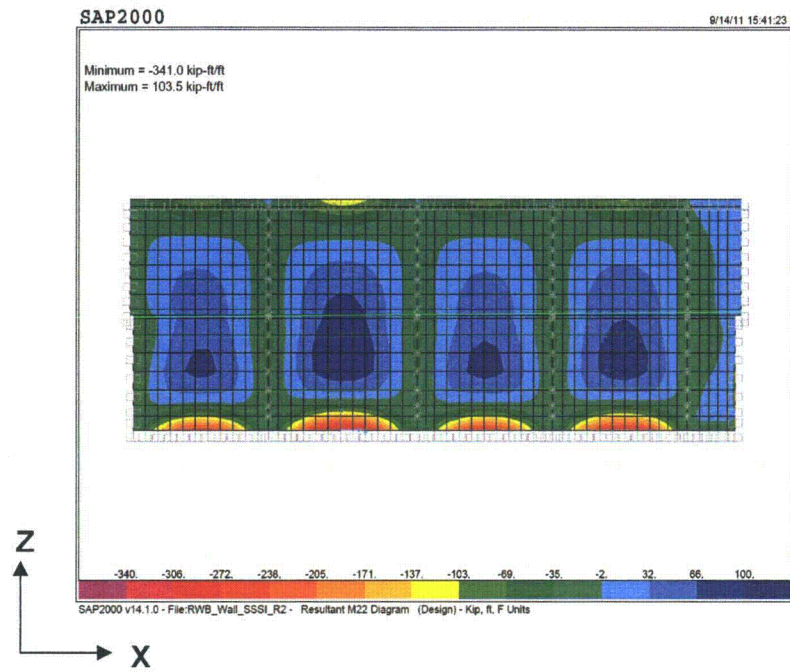 SAP2000
9/14/11 15:41:23
Minimum = -341.0 kip-ft/ft
Maximum = 103.5 kip-ft/ft
-340. -306. -272. -238. -205. -171. -137. -103. -69. -35. -2. 32. 66. 100.
SAP2000 v14.1.0 - File:RWB_Wall_SSSI_R2 - Resultant M22 Diagram (Design) - Kip, ft, F Units
Z
X